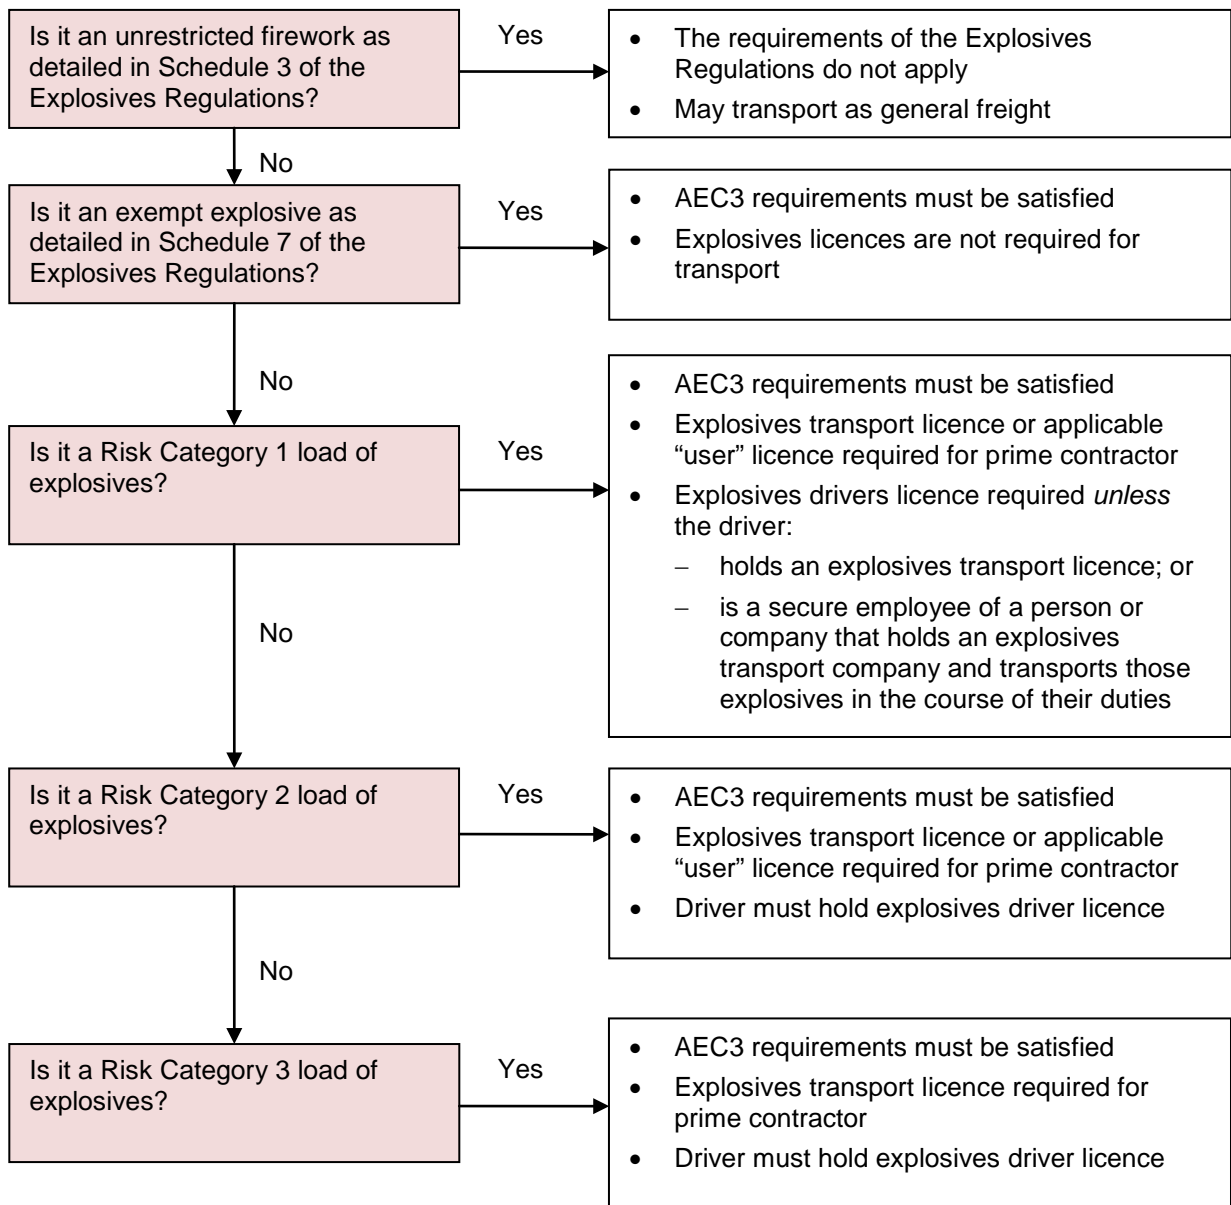 Is it an unrestricted firework as
detailed in Schedule 3 of the
Explosives Regulations?
Yes
• The requirements of the Explosives
Regulations do not apply
• May transport as general freight
No
Is it an exempt explosive as
detailed in Schedule 7 of the
Explosives Regulations?
Yes
• AEC3 requirements must be satisfied
• Explosives licences are not required for
transport
No
Is it a Risk Category 1 load of
explosives?
Yes
• AEC3 requirements must be satisfied
• Explosives transport licence or applicable
“user” licence required for prime contractor
• Explosives drivers licence required unless
the driver:
– holds an explosives transport licence; or
– is a secure employee of a person or
company that holds an explosives
transport company and transports those
explosives in the course of their duties
No
Is it a Risk Category 2 load of
explosives?
Yes
• AEC3 requirements must be satisfied
• Explosives transport licence or applicable
“user” licence required for prime contractor
• Driver must hold explosives driver licence
No
Is it a Risk Category 3 load of
explosives?
Yes
• AEC3 requirements must be satisfied
• Explosives transport licence required for
prime contractor
• Driver must hold explosives driver licence